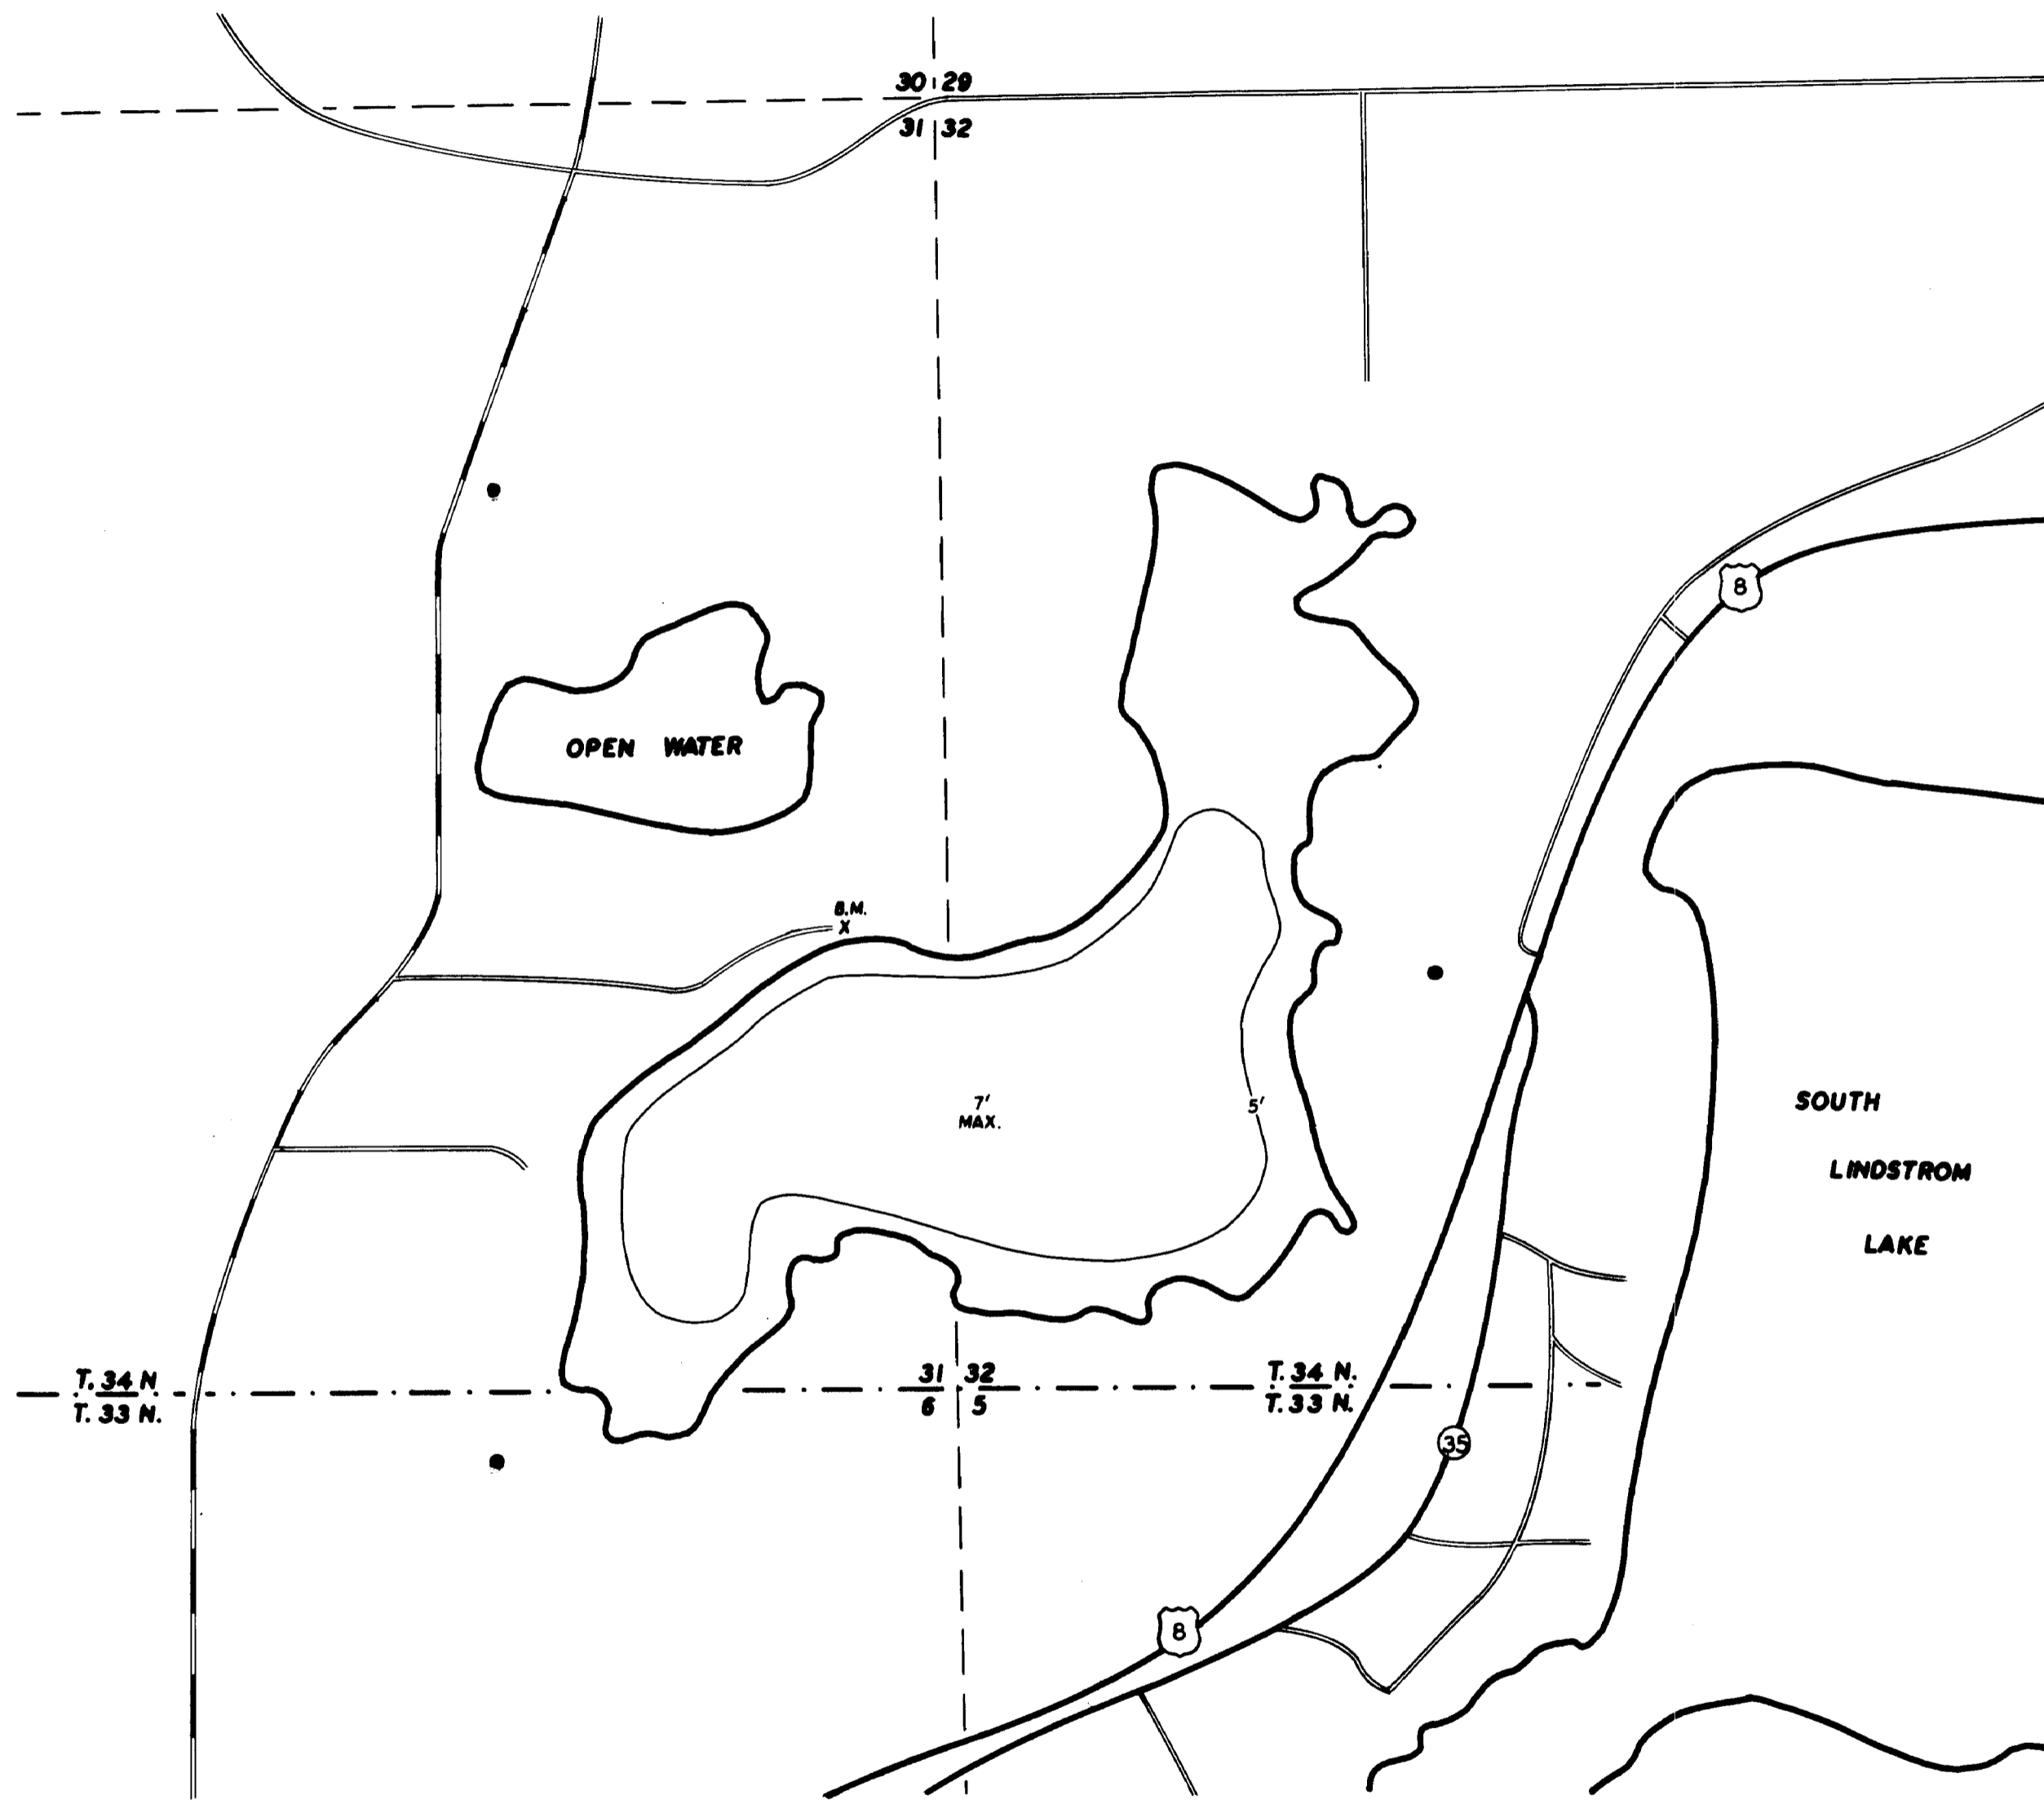 30 29
31 32
8
OPEN WATER
B.M.
X
7'
MAX.
5'
SOUTH
LINDSTROM
LAKE
T. 34 N
T. 33 N.
31 32
6 5
T. 34 N.
T. 33 N.
35
8